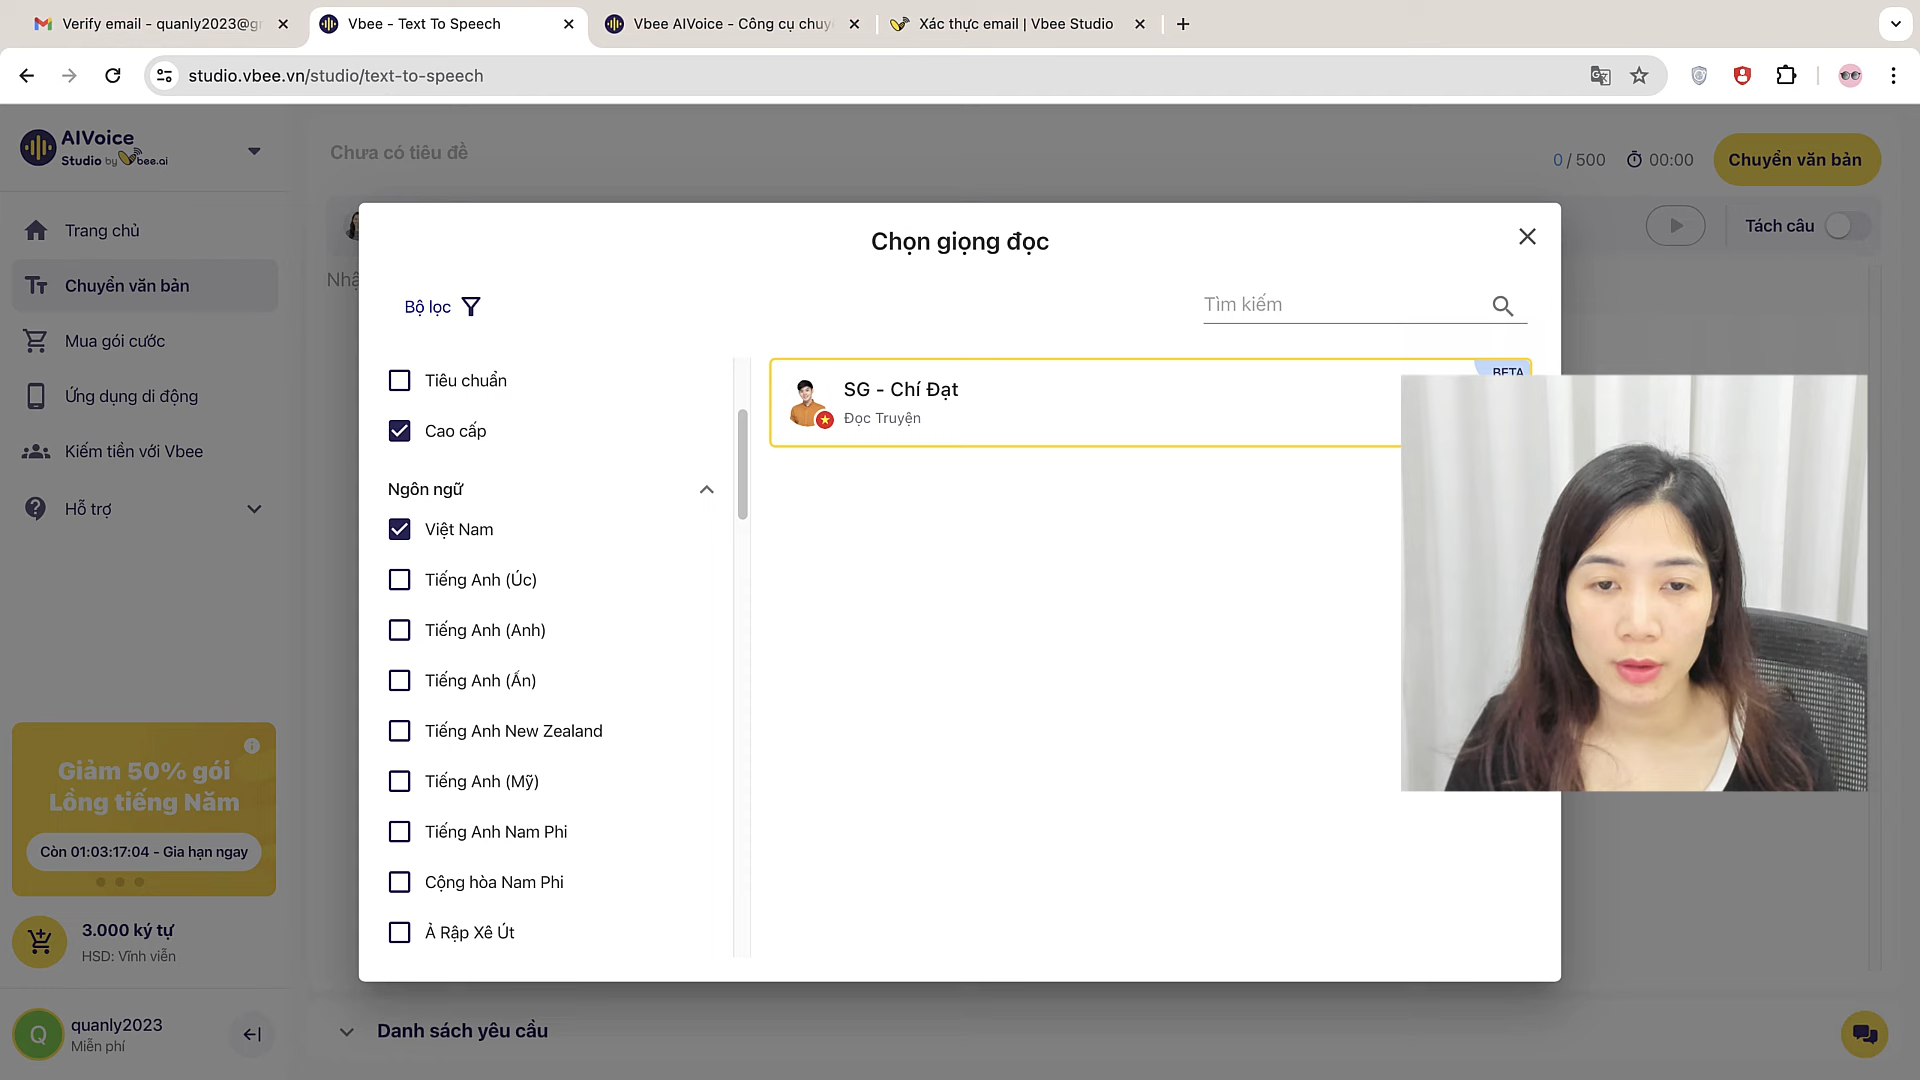 Verify email - quanly2023@gr
Vbee - Text To Speech
Vbee AIVoice - Công cụ chuy
Xác thực email | Vbee Studio
studio.vbee.vn/studio/text-to-speech
AIVoice
Studio by Vbee.ai
Chưa có tiêu đề
0 / 500
00:00
Chuyển văn bản
Trang chủ
Chuyển văn bản
Mua gói cước
Ứng dụng di động
Kiếm tiền với Vbee
Hỗ trợ
Tách câu
Nhậ
Chọn giọng đọc
Bộ lọc
Tìm kiếm
Tiêu chuẩn
Cao cấp
Ngôn ngữ
Việt Nam
Tiếng Anh (Úc)
Tiếng Anh (Anh)
Tiếng Anh (Ấn)
Tiếng Anh New Zealand
Tiếng Anh (Mỹ)
Tiếng Anh Nam Phi
Cộng hòa Nam Phi
Ả Rập Xê Út
BETA
SG - Chí Đạt
Đọc Truyện
Giảm 50% gói
Lồng tiếng Năm
Còn 01:03:17:04 - Gia hạn ngay
3.000 ký tự
HSD: Vĩnh viễn
Q
quanly2023
Miễn phí
Danh sách yêu cầu